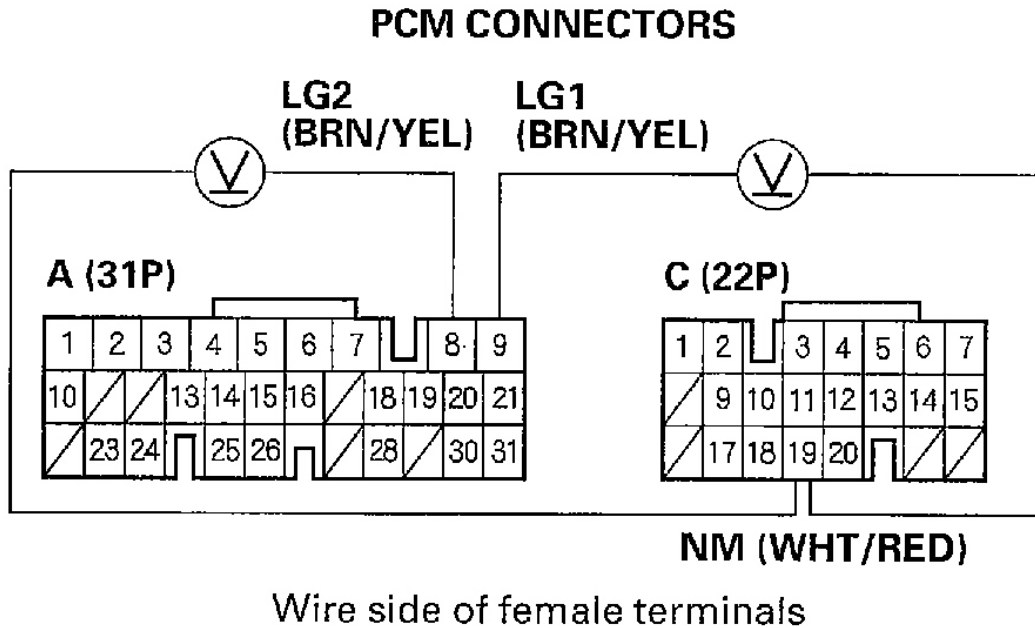 PCM CONNECTORS
LG2 LG1
(BRN/YEL) (BRN/YEL)
V V
A (31P) C (22P)
1 2 3 4 5 6 7 8 9 1 2 3 4 5 6 7
10 13 14 15 16 18 19 20 21 9 10 11 12 13 14 15
23 24 25 26 28 30 31 17 18 19 20
NM (WHT/RED)
Wire side of female terminals